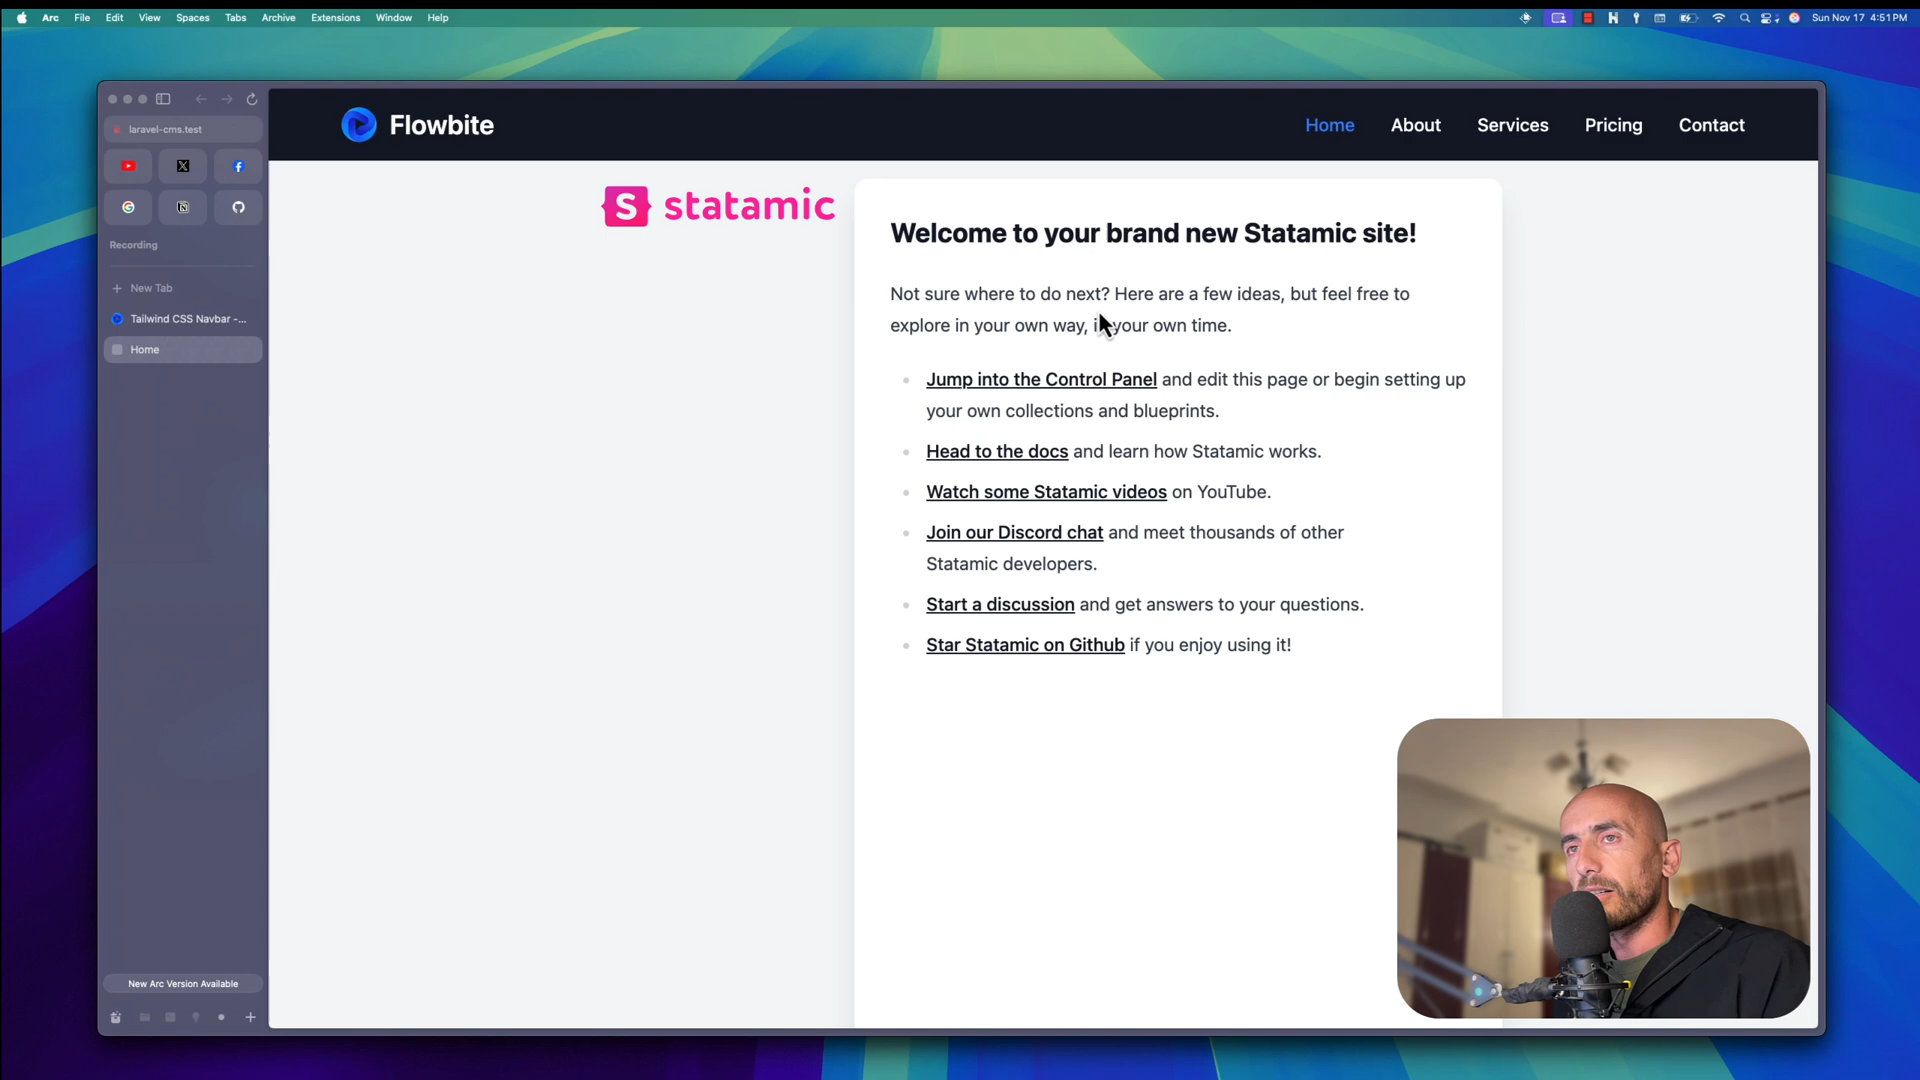 Arc File Edit View Spaces Tabs Archive Extensions Window Help
Sun Nov 17 4:51PM
laravel-cms.test
Recording
New Tab
Tailwind CSS Navbar -...
Home
New Arc Version Available
Flowbite
Home About Services Pricing Contact
S statamic
Welcome to your brand new Statamic site!
Not sure where to do next? Here are a few ideas, but feel free to
explore in your own way, i your own time.
Jump into the Control Panel and edit this page or begin setting up
your own collections and blueprints.
Head to the docs and learn how Statamic works.
Watch some Statamic videos on YouTube.
Join our Discord chat and meet thousands of other
Statamic developers.
Start a discussion and get answers to your questions.
Star Statamic on Github if you enjoy using it!